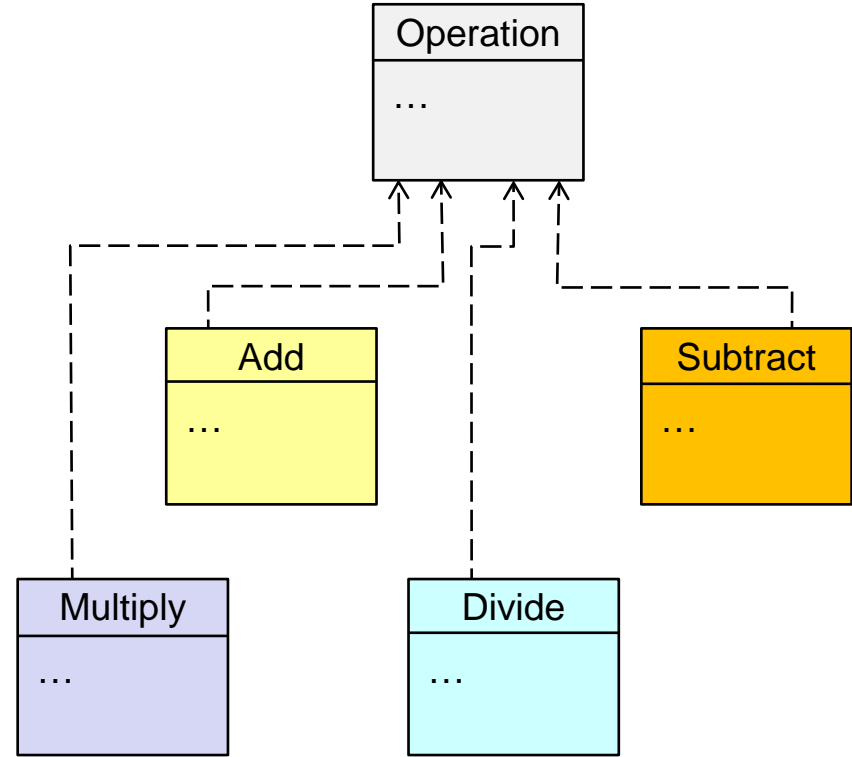 Operation
…
Add
…
Subtract
…
Multiply
…
Divide
…